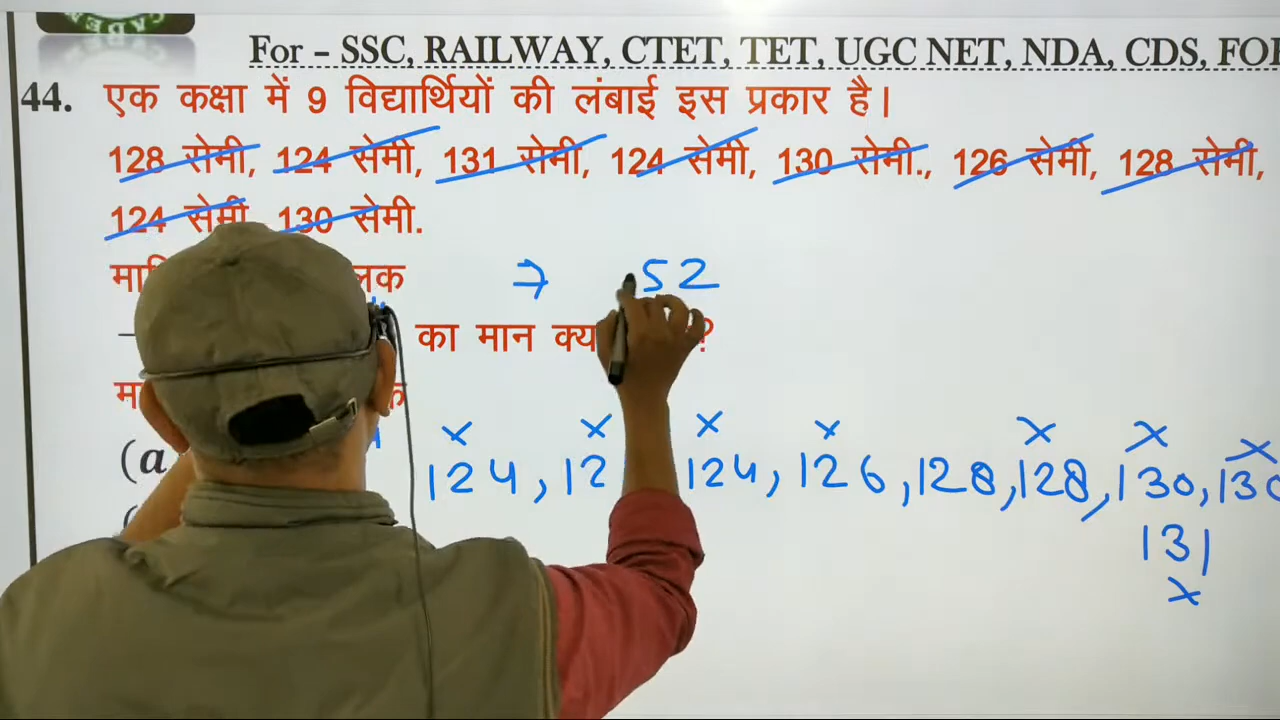 For – SSC, RAILWAY, CTET, TET, UGC NET, NDA, CDS,
44. एक कक्षा में 9 विद्यार्थियों की लंबाई इस प्रकार है।
128 सेमी, 124 सेमी, 131 सेमी, 124 सेमी, 130 सेमी., 126 सेमी, 128 सेमी,
124 सेमी 130 सेमी.
7 52
का मान ?
(a
124, 12 124, 126, 128, 128, 130, 130
131